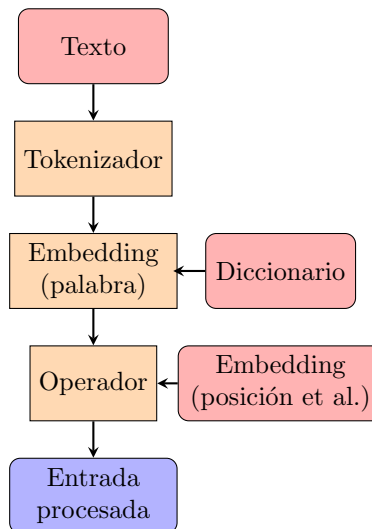 Texto
Tokenizador
Embedding
(palabra)
Diccionario
Operador
Embedding
(posición et al.)
Entrada
procesada